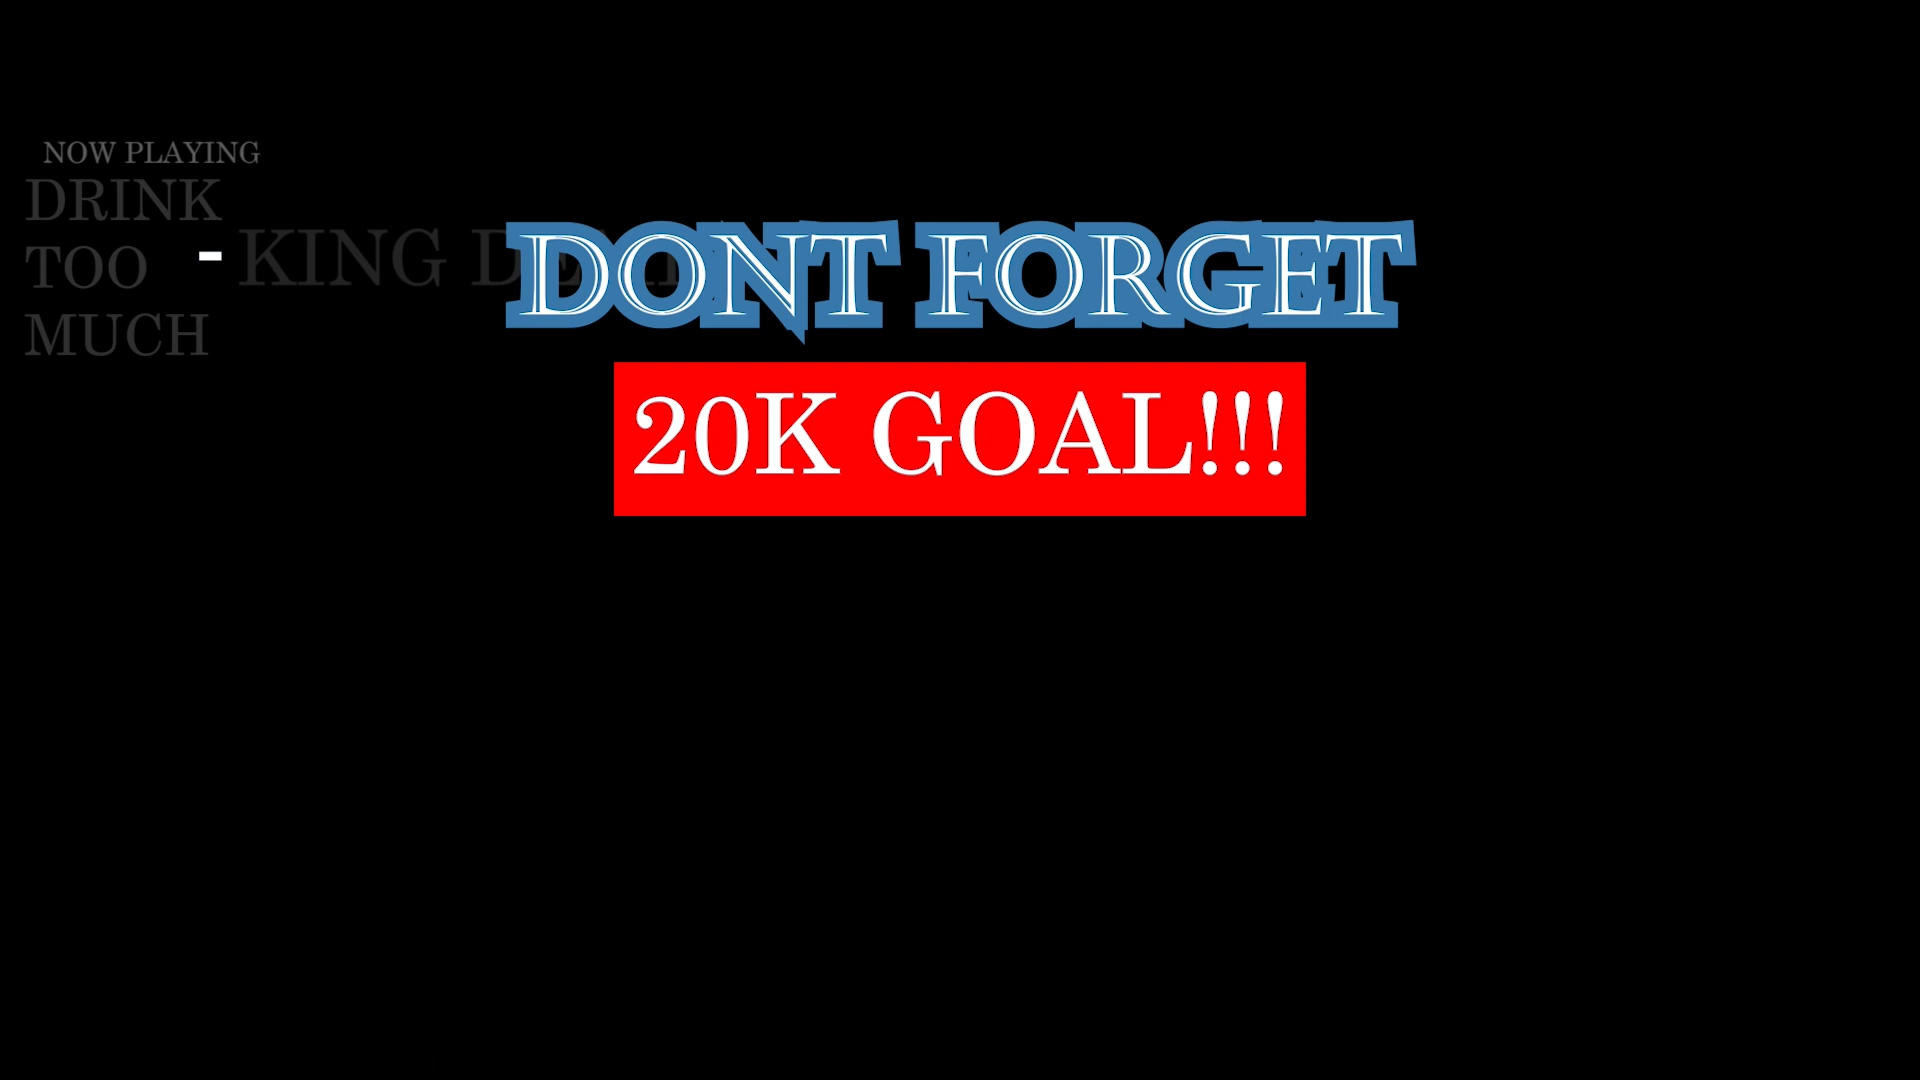 NOW PLAYING
DRINK
TOO
MUCH
- KING
DONT FORGET
20K GOAL!!!